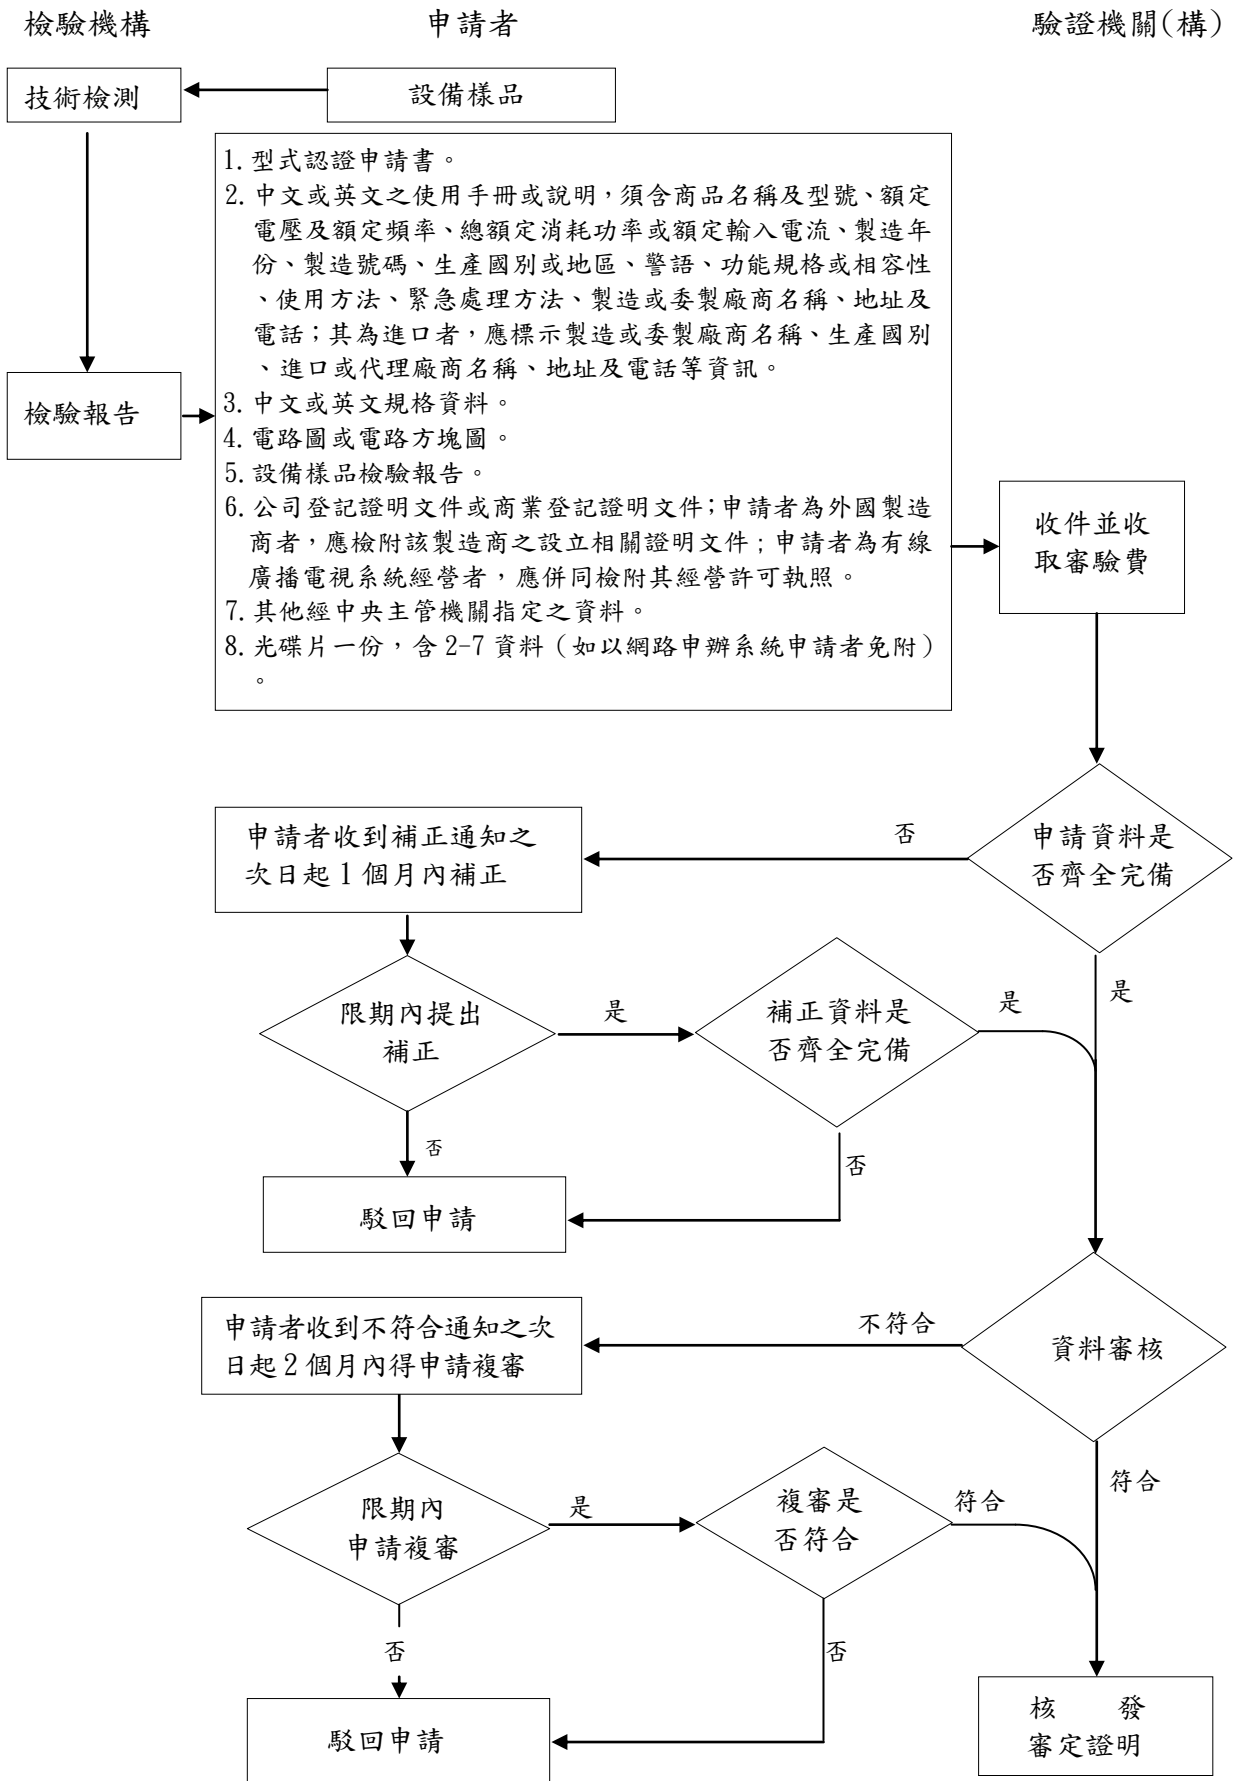 檢驗機構
申請者
驗證機關(構)
技術檢測
設備樣品
1. 型式認證申請書。
2. 中文或英文之使用手冊或說明，須含商品名稱及型號、額定
電壓及額定頻率、總額定消耗功率或額定輸入電流、製造年
份、製造號碼、生產國別或地區、警語、功能規格或相容性
、使用方法、緊急處理方法、製造或委製廠商名稱、地址及
電話；其為進口者，應標示製造或委製廠商名稱、生產國別
、進口或代理廠商名稱、地址及電話等資訊。
3. 中文或英文規格資料。
4. 電路圖或電路方塊圖。
5. 設備樣品檢驗報告。
6. 公司登記證明文件或商業登記證明文件；申請者為外國製造
商者，應檢附該製造商之設立相關證明文件；申請者為有線
廣播電視系統經營者，應併同檢附其經營許可執照。
7. 其他經中央主管機關指定之資料。
8. 光碟片一份，含 2-7 資料（如以網路申辦系統申請者免附）
。
檢驗報告
收件並收
取審驗費
申請者收到補正通知之
次日起 1 個月內補正
否
申請資料是
否齊全完備
是
限期內提出
補正
是
補正資料是
否齊全完備
是
否
否
駁回申請
申請者收到不符合通知之次
日起 2 個月內得申請複審
不符合
資料審核
符合
限期內
申請複審
是
複審是
否符合
符合
否
否
駁回申請
核 發
審定證明